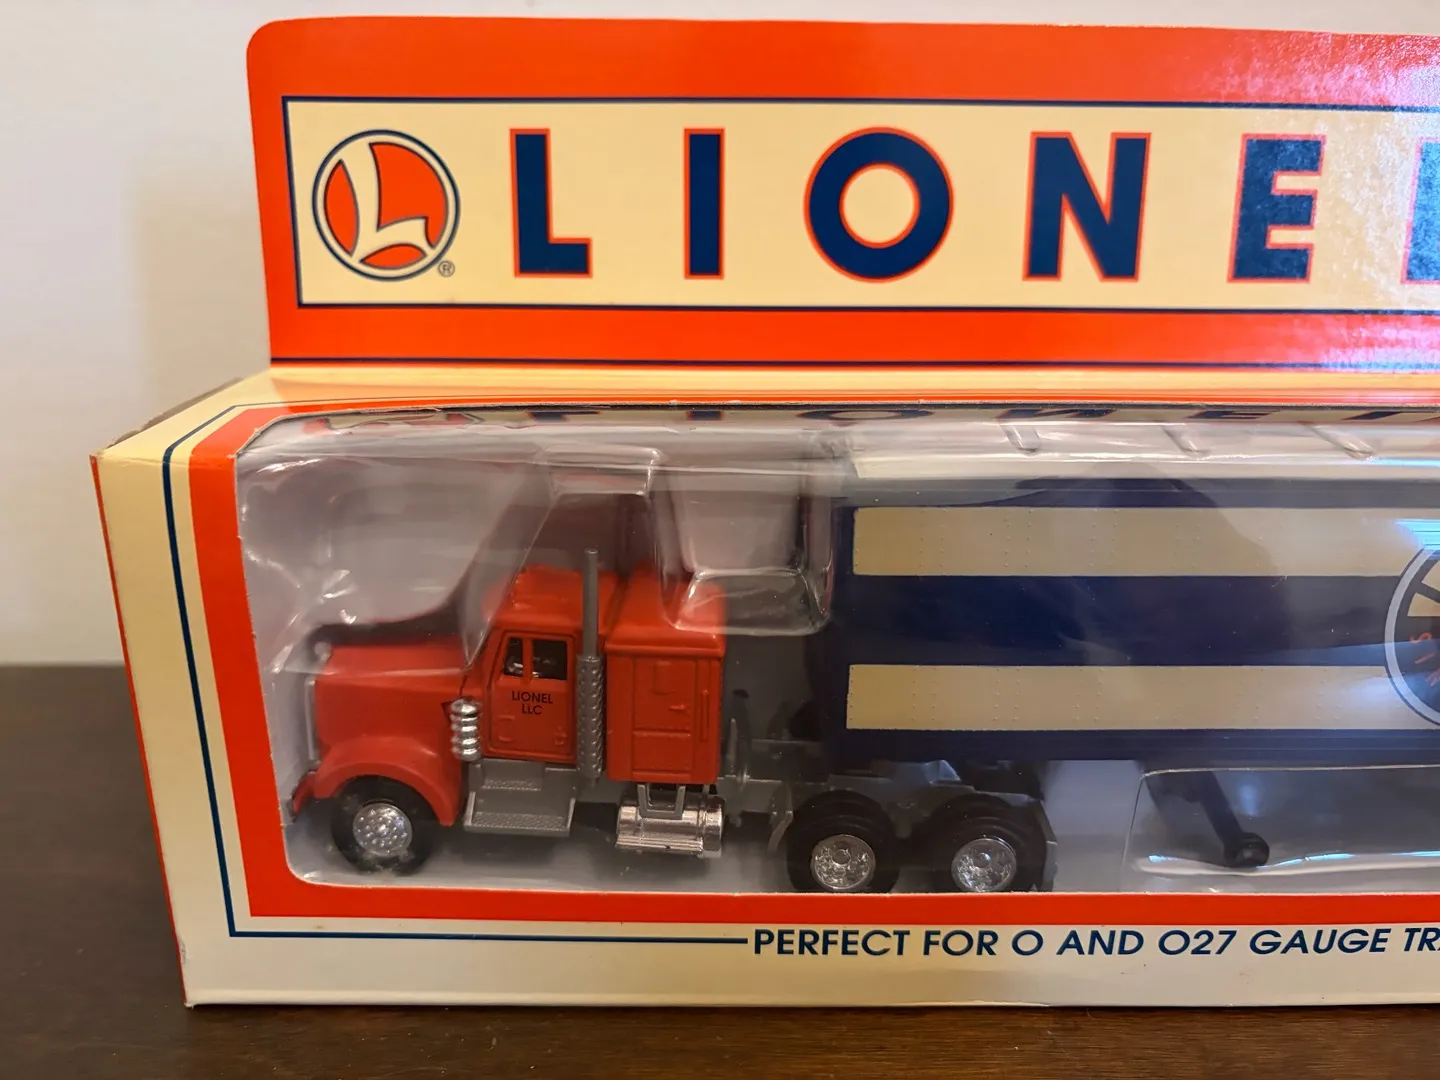 L ®
LIONE
LIONEL
LLC
PERFECT FOR O AND O27 GAUGE TR